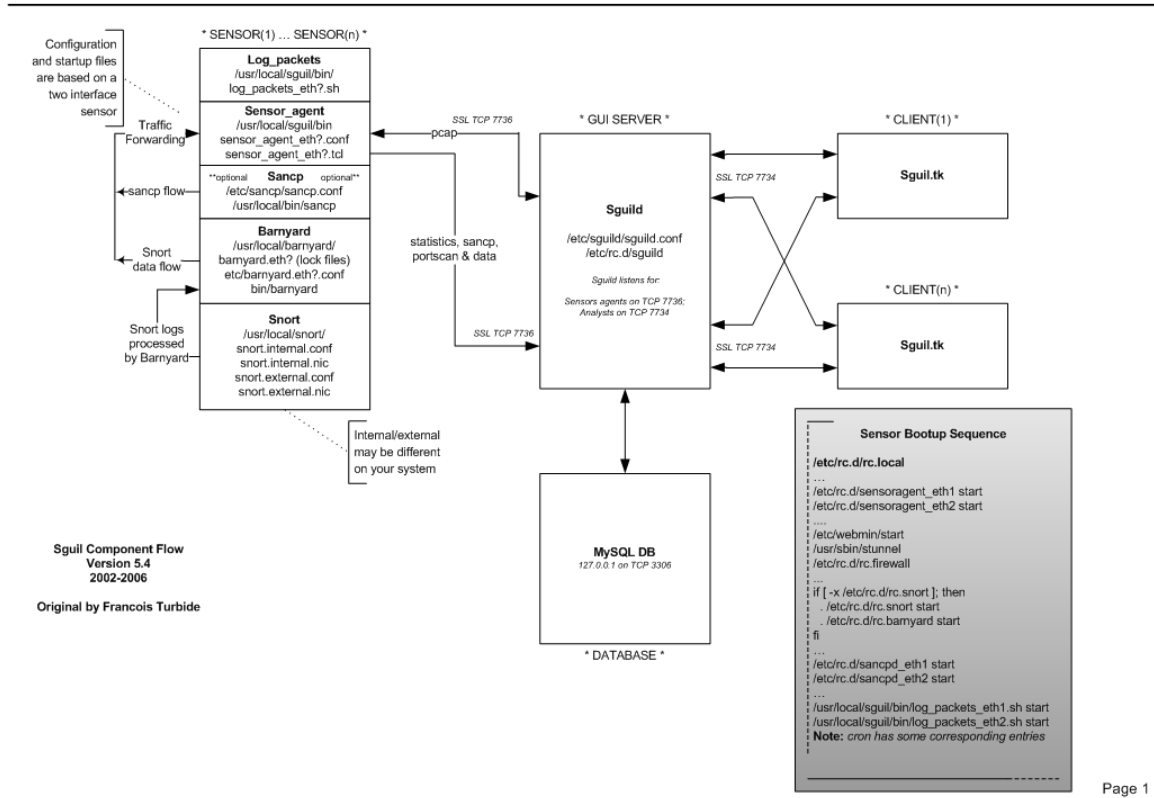 * SENSOR(1) ... SENSOR(n) *
Configuration
and startup files
are based on a
two interface
sensor
Log_packets
/usr/local/sguil/bin/
log_packets_eth?.sh
Sensor_agent
/usr/local/sguil/bin
sensor_agent_eth?.conf
sensor_agent_eth?.tcl
Traffic
Forwarding
**optional Sancp optional**
/etc/sancp/sancp.conf
/usr/local/bin/sancp
sancp flow
Barnyard
/usr/local/barnyard/
barnyard.eth? (lock files)
etc/barnyard.eth?.conf
bin/barnyard
Snort
data flow
Snort
/usr/local/snort/
snort.internal.conf
snort.internal.nic
snort.external.conf
snort.external.nic
Snort logs
processed
by Barnyard
Internal/external
may be different
on your system
SSL TCP 7736
pcap
statistics, sancp,
portscan & data
SSL TCP 7736
* GUI SERVER *
Sguild
/etc/sguild/sguild.conf
/etc/rc.d/sguild
Sguild listens for:
Sensors agents on TCP 7736;
Analysts on TCP 7734
SSL TCP 7734
SSL TCP 7734
* CLIENT(1) *
Sguil.tk
* CLIENT(n) *
Sguil.tk
MySQL DB
127.0.0.1 on TCP 3306
* DATABASE *
Sguil Component Flow
Version 5.4
2002-2006
Original by Francois Turbide
Sensor Bootup Sequence
/etc/rc.d/rc.local
...
/etc/rc.d/sensoragent_eth1 start
/etc/rc.d/sensoragent_eth2 start
....
/etc/webmin/start
/usr/sbin/stunnel
/etc/rc.d/rc.firewall
...
if [ -x /etc/rc.d/rc.snort ]; then
. /etc/rc.d/rc.snort start
. /etc/rc.d/rc.barnyard start
fi
...
/etc/rc.d/sancpd_eth1 start
/etc/rc.d/sancpd_eth2 start
...
/usr/local/sguil/bin/log_packets_eth1.sh start
/usr/local/sguil/bin/log_packets_eth2.sh start
Note: cron has some corresponding entries
Page 1